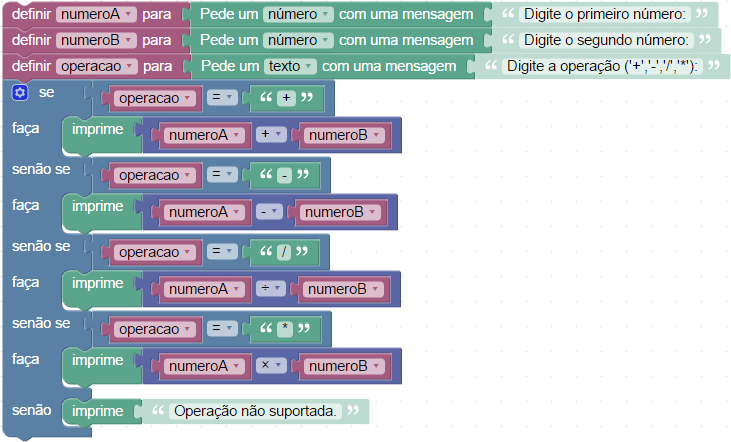 definir numeroA para Pede um número com uma mensagem “ Digite o primeiro número: ”
definir numeroB para Pede um número com uma mensagem “ Digite o segundo número: ”
definir operacao para Pede um texto com uma mensagem “ Digite a operação ('+','-','/','*'): ”
se operacao = “ + ”
faça imprime numeroA + numeroB
senão se operacao = “ - ”
faça imprime numeroA - numeroB
senão se operacao = “ / ”
faça imprime numeroA ÷ numeroB
senão se operacao = “ * ”
faça imprime numeroA × numeroB
senão imprime “ Operação não suportada. ”